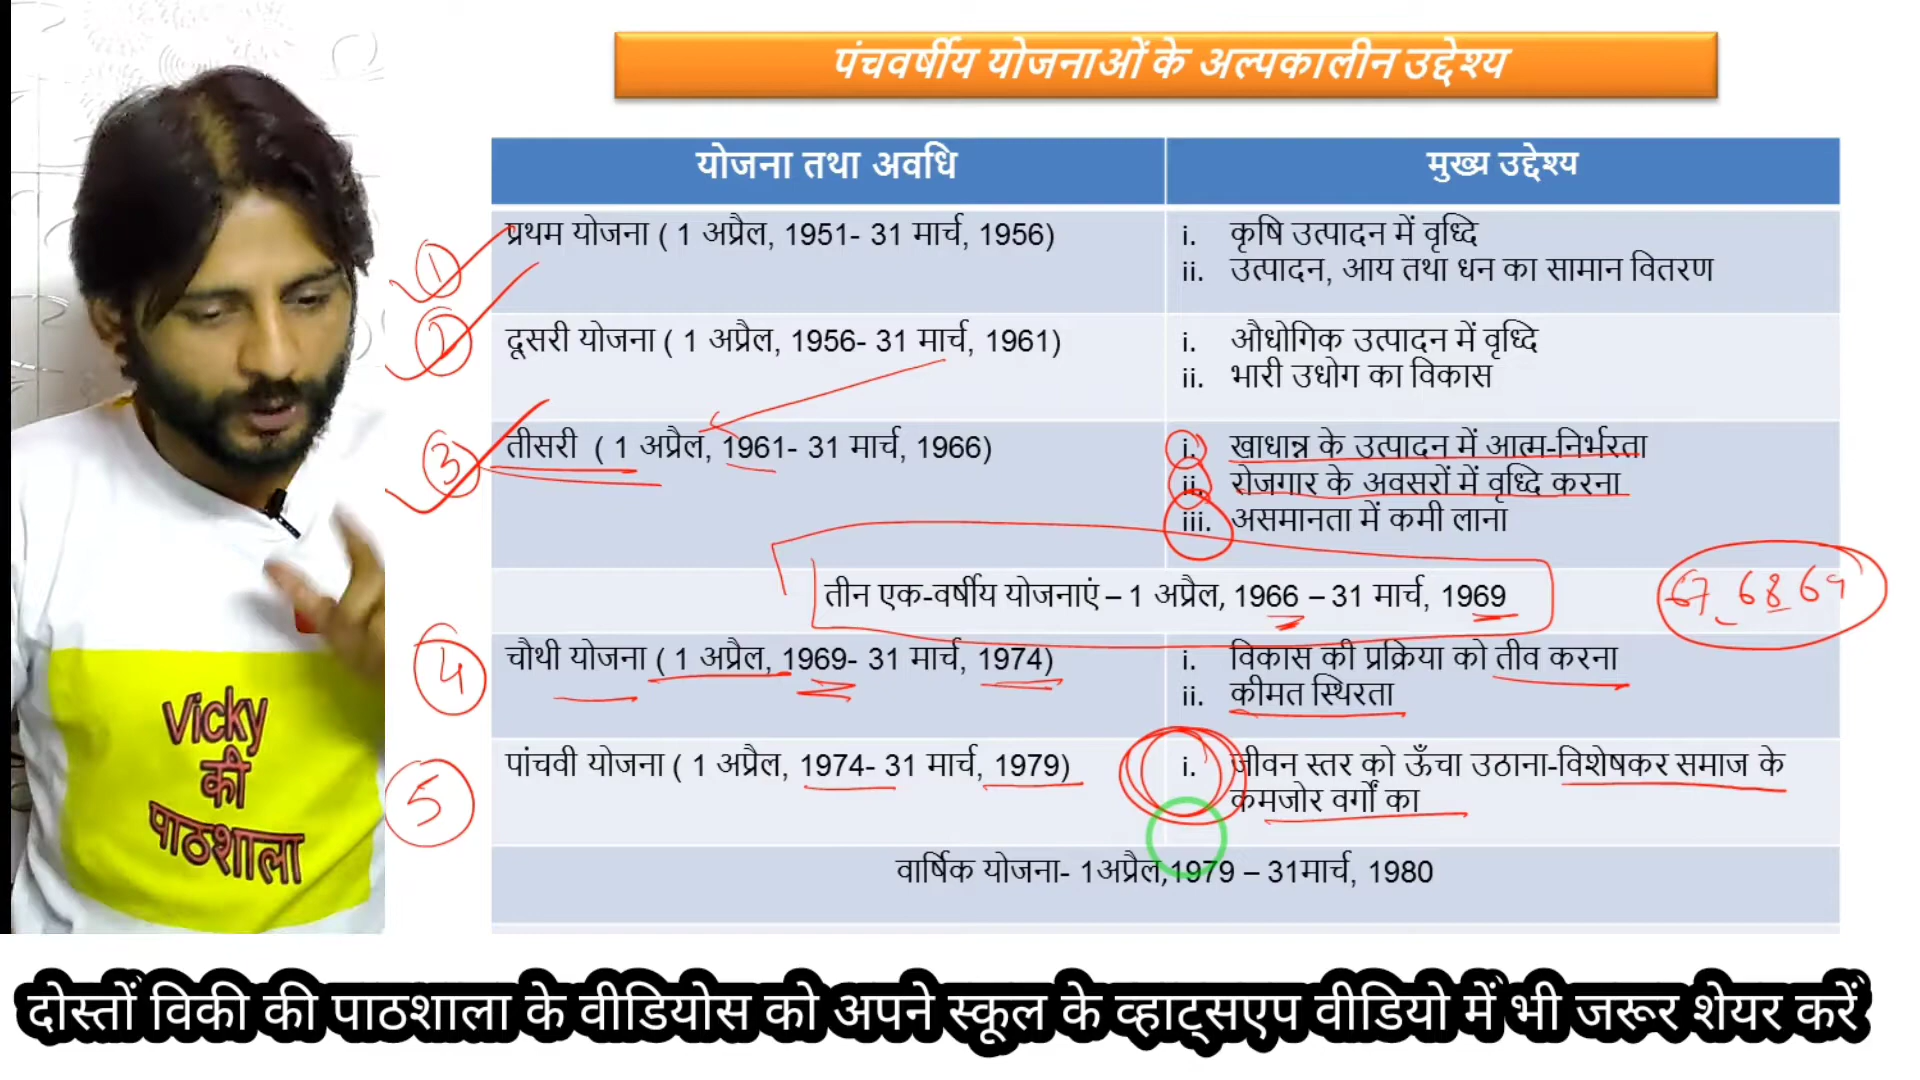 पंचवर्षीय योजनाओं के अल्पकालीन उद्देश्य
योजना तथा अवधि
मुख्य उद्देश्य
1
प्रथम योजना ( 1 अप्रैल, 1951- 31 मार्च, 1956)
i. कृषि उत्पादन में वृध्दि
ii. उत्पादन, आय तथा धन का सामान वितरण
2
दूसरी योजना ( 1 अप्रैल, 1956- 31 मार्च, 1961)
i. औधोगिक उत्पादन में वृध्दि
ii. भारी उधोग का विकास
3
तीसरी ( 1 अप्रैल, 1961- 31 मार्च, 1966)
i. खाधान्न के उत्पादन में आत्म-निर्भरता
ii. रोजगार के अवसरों में वृध्दि करना
iii. असमानता में कमी लाना
तीन एक-वर्षीय योजनाएं – 1 अप्रैल, 1966 – 31 मार्च, 1969
67, 68 69
4
चौथी योजना ( 1 अप्रैल, 1969- 31 मार्च, 1974)
i. विकास की प्रक्रिया को तीव करना
ii. कीमत स्थिरता
5
पांचवी योजना ( 1 अप्रैल, 1974- 31 मार्च, 1979)
i. जीवन स्तर को ऊँचा उठाना-विशेषकर समाज के
कमजोर वर्गों का
वार्षिक योजना- 1अप्रैल,1979 – 31मार्च, 1980
Vicky
की
पाठशाला
दोस्तों विकी की पाठशाला के वीडियोस को अपने स्कूल के व्हाट्सएप वीडियो में भी जरूर शेयर करें